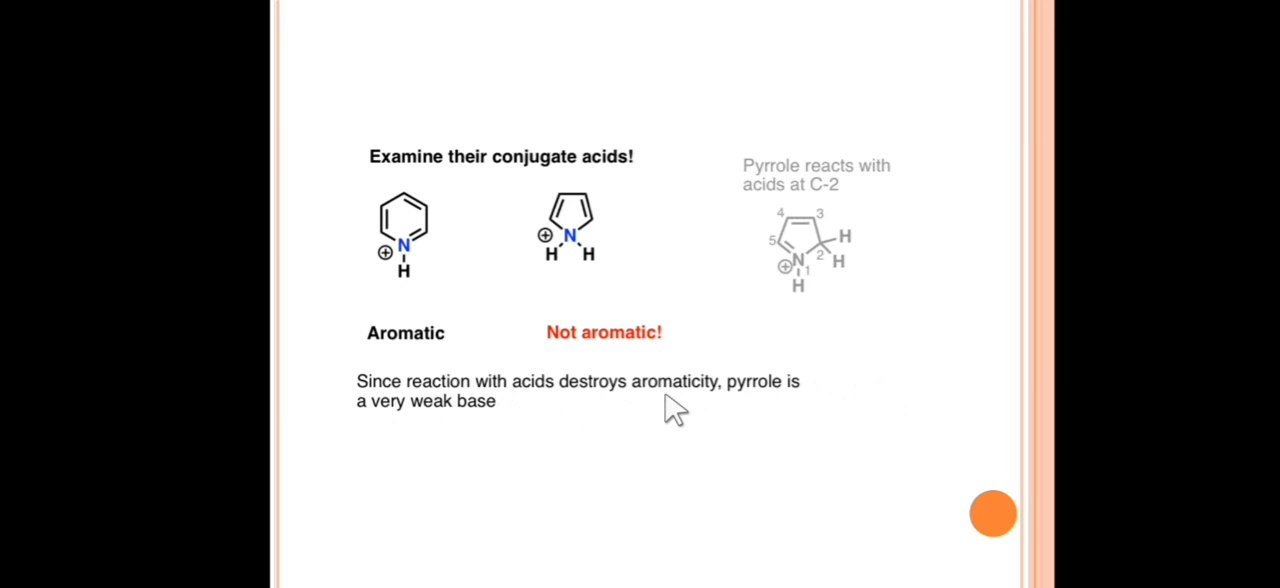 Examine their conjugate acids!
Pyrrole reacts with
acids at C-2
4 3
5 H
N ⊕ H
⊕ N 2 H
H H ⊕ N 1
H H
Aromatic Not aromatic!
Since reaction with acids destroys aromaticity, pyrrole is
a very weak base